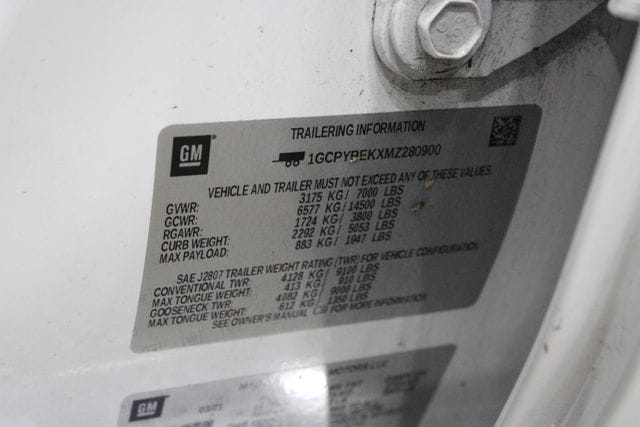 GM
TRAILERING INFORMATION
1GCPYBEKXMZ280900
VEHICLE AND TRAILER MUST NOT EXCEED ANY OF THESE VALUES
GVWR: 3175 KG/ 7000 LBS
GCWR: 6577 KG/14500 LBS
RGAWR: 1724 KG/ 3800 LBS
CURB WEIGHT: 2292 KG/ 5053 LBS
MAX PAYLOAD: 883 KG/ 1947 LBS
SAE J2807 TRAILER WEIGHT RATING (TWR) FOR VEHICLE CONFIGURATION
CONVENTIONAL TWR: 4128 KG/ 9100 LBS
MAX TONGUE WEIGHT: 413 KG/ 910 LBS
GOOSENECK TWR: 4082 KG/ 9000 LBS
MAX TONGUE WEIGHT: 612 KG/ 1350 LBS
SEE OWNER'S MANUAL FOR MORE INFORMATION
GM
MOTORS LLC
03/21